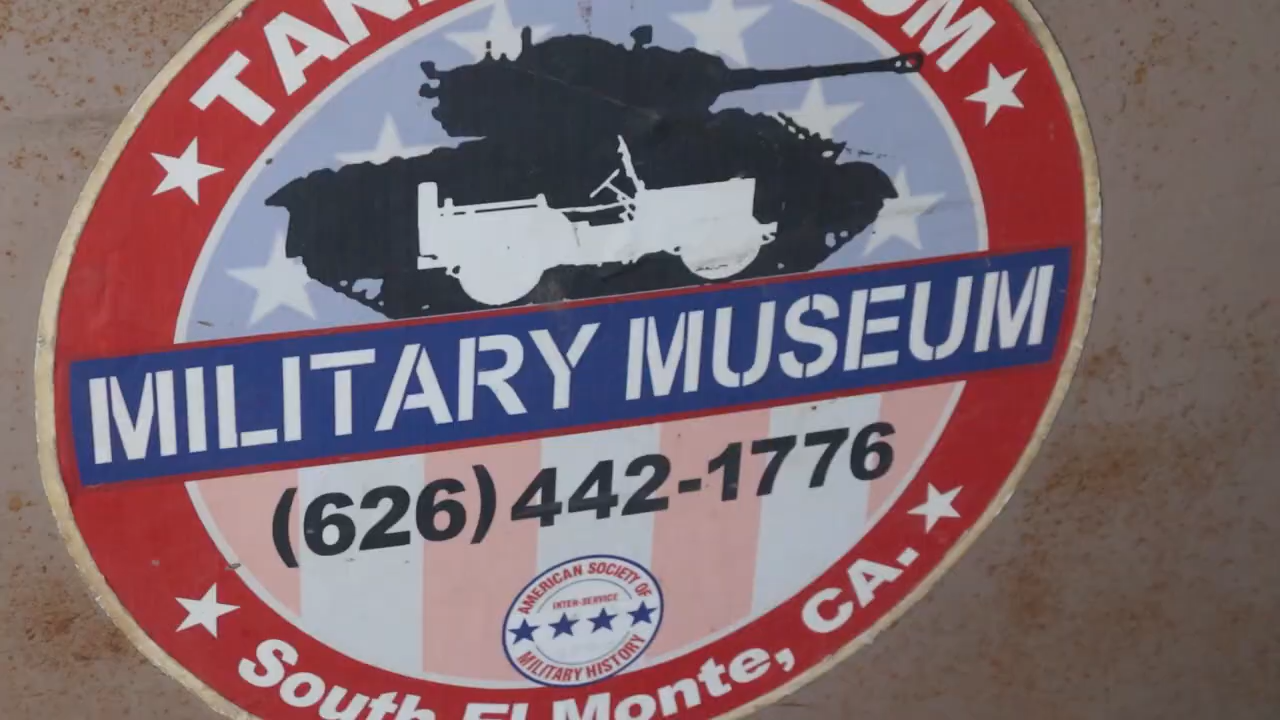 MILITARY MUSEUM
(626) 442-1776
AMERICAN SOCIETY OF
INTER-SERVICE
MILITARY HISTORY
South El Monte, CA.